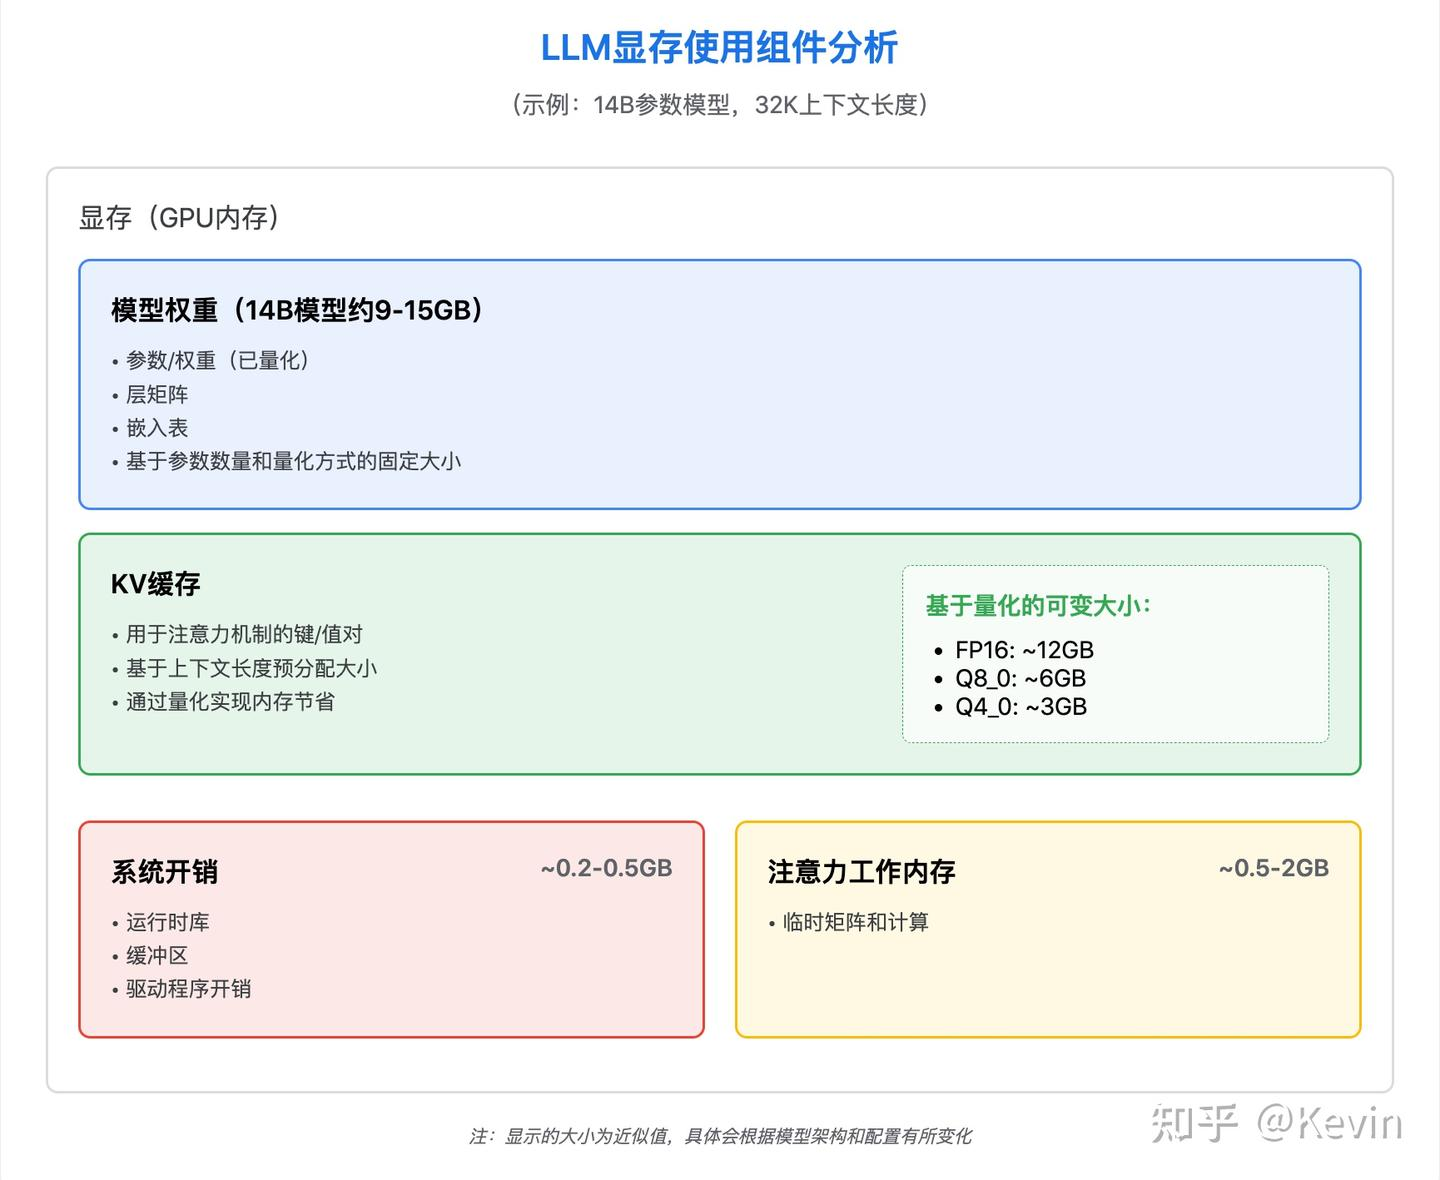 LLM显存使用组件分析
（示例：14B参数模型，32K上下文长度）
显存（GPU内存）
模型权重（14B模型约9-15GB）
• 参数/权重（已量化）
• 层矩阵
• 嵌入表
• 基于参数数量和量化方式的固定大小
KV缓存
• 用于注意力机制的键/值对
• 基于上下文长度预分配大小
• 通过量化实现内存节省
基于量化的可变大小：
• FP16: ~12GB
• Q8_0: ~6GB
• Q4_0: ~3GB
系统开销
~0.2-0.5GB
• 运行时库
• 缓冲区
• 驱动程序开销
注意力工作内存
~0.5-2GB
• 临时矩阵和计算
注：显示的大小为近似值，具体会根据模型架构和配置有所变化
知乎 @Kevin